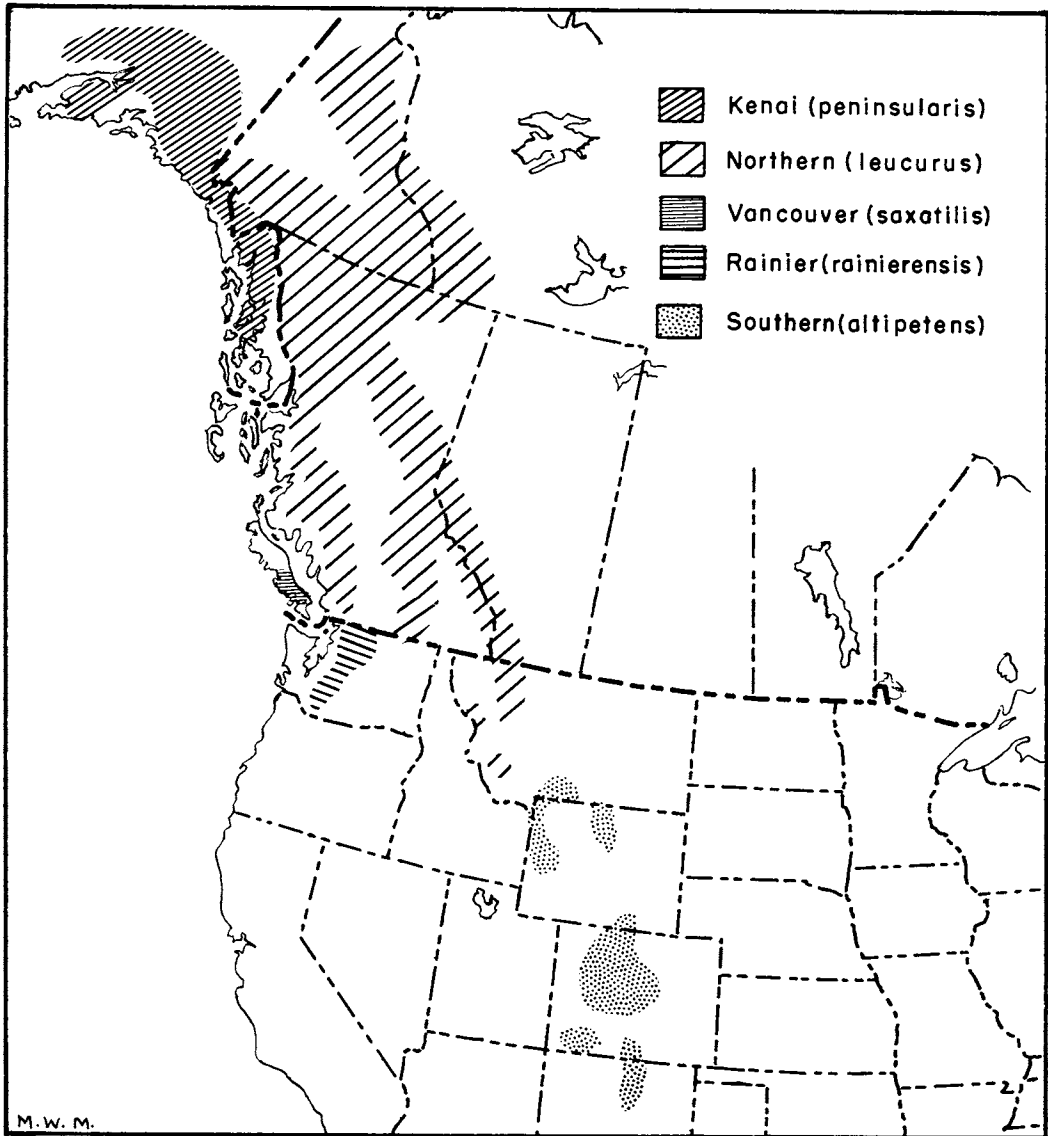 Kenai (peninsularis)
Northern (leucurus)
Vancouver (saxatilis)
Rainier (rainierensis)
Southern (altipetens)
M.W.M.